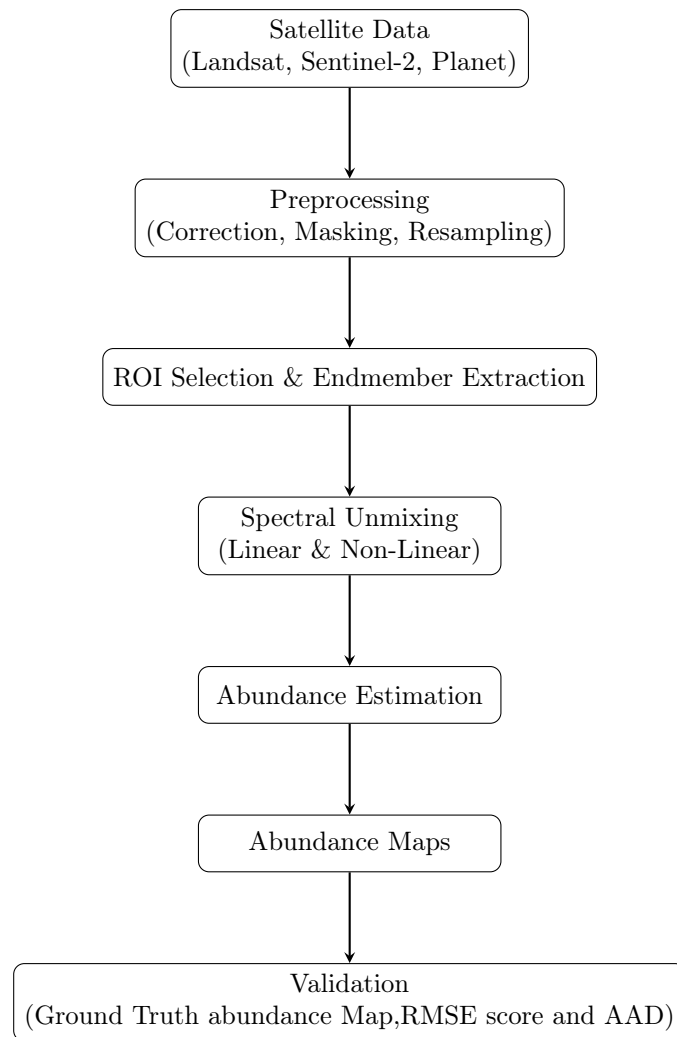 Satellite Data
(Landsat, Sentinel-2, Planet)
Preprocessing
(Correction, Masking, Resampling)
ROI Selection & Endmember Extraction
Spectral Unmixing
(Linear & Non-Linear)
Abundance Estimation
Abundance Maps
Validation
(Ground Truth abundance Map,RMSE score and AAD)